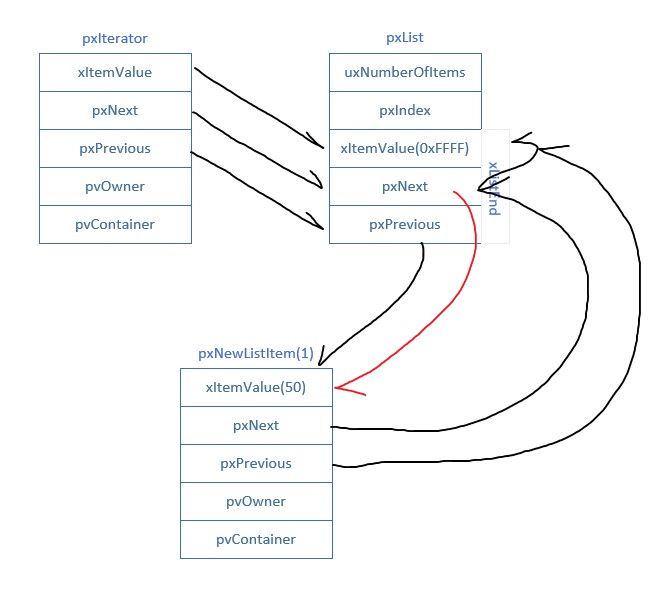 pxIterator
xItemValue
pxNext
pxPrevious
pvOwner
pvContainer
pxList
uxNumberOfItems
pxIndex
xItemValue(0xFFFF)
pxNext
pxPrevious
xListEnd
pxNewListItem(1)
xItemValue(50)
pxNext
pxPrevious
pvOwner
pvContainer